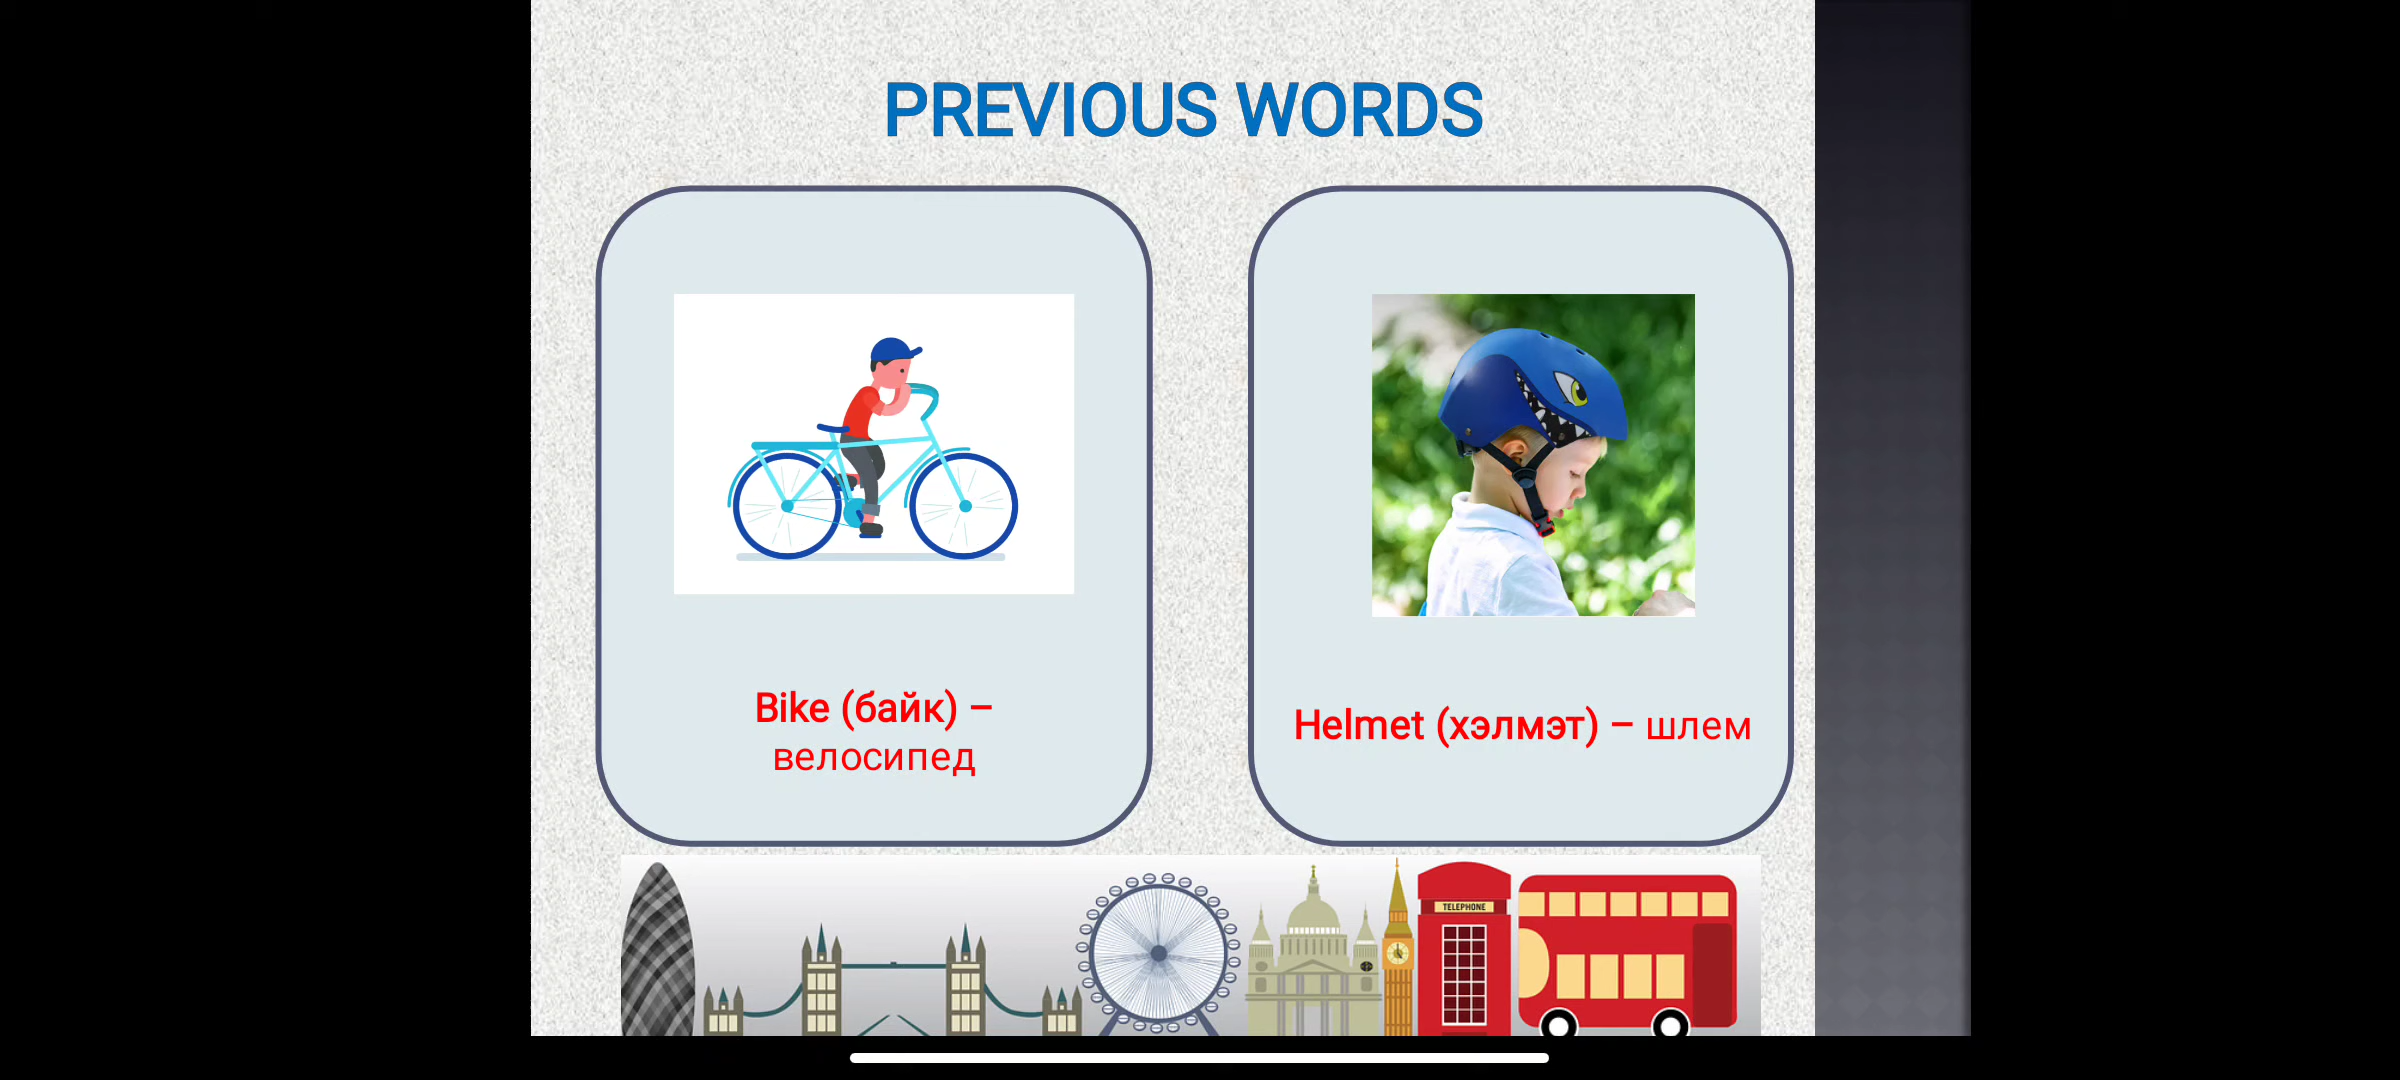 PREVIOUS WORDS
Bike (байк) –
велосипед
Helmet (хэлмэт) – шлем
TELEPHONE